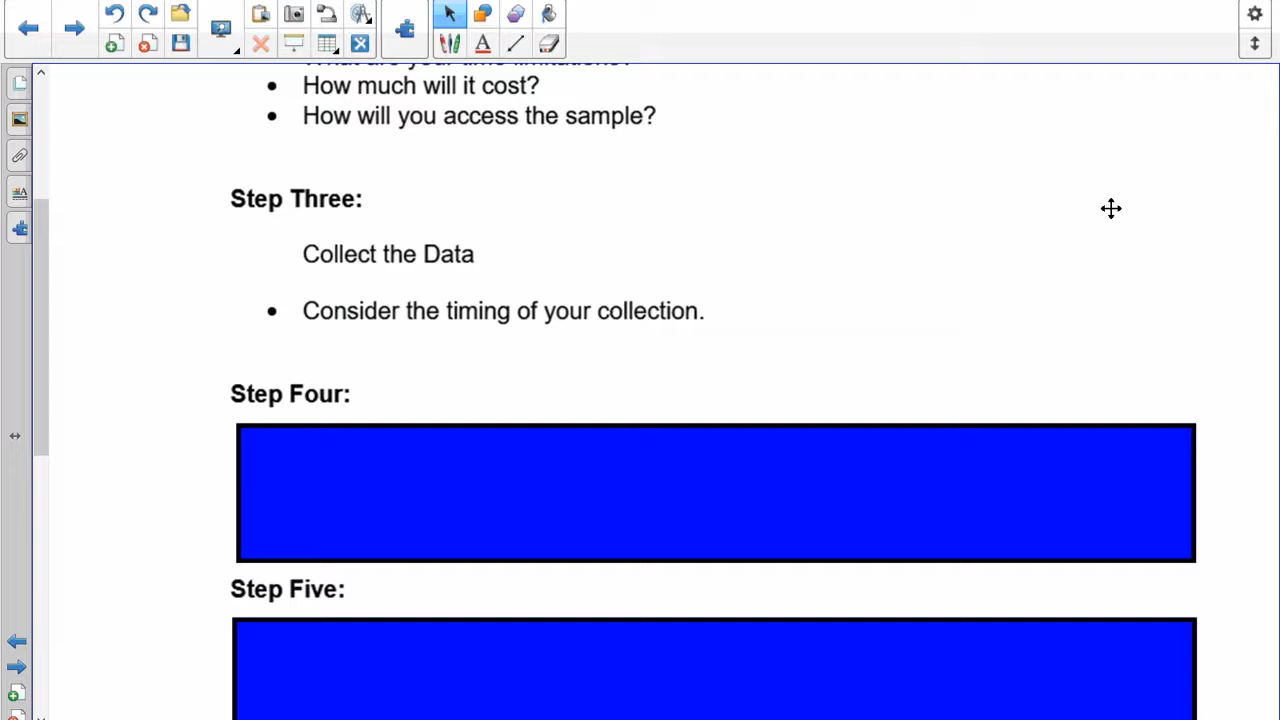 How much will it cost?
How will you access the sample?
Step Three:
Collect the Data
Consider the timing of your collection.
Step Four:
Step Five: